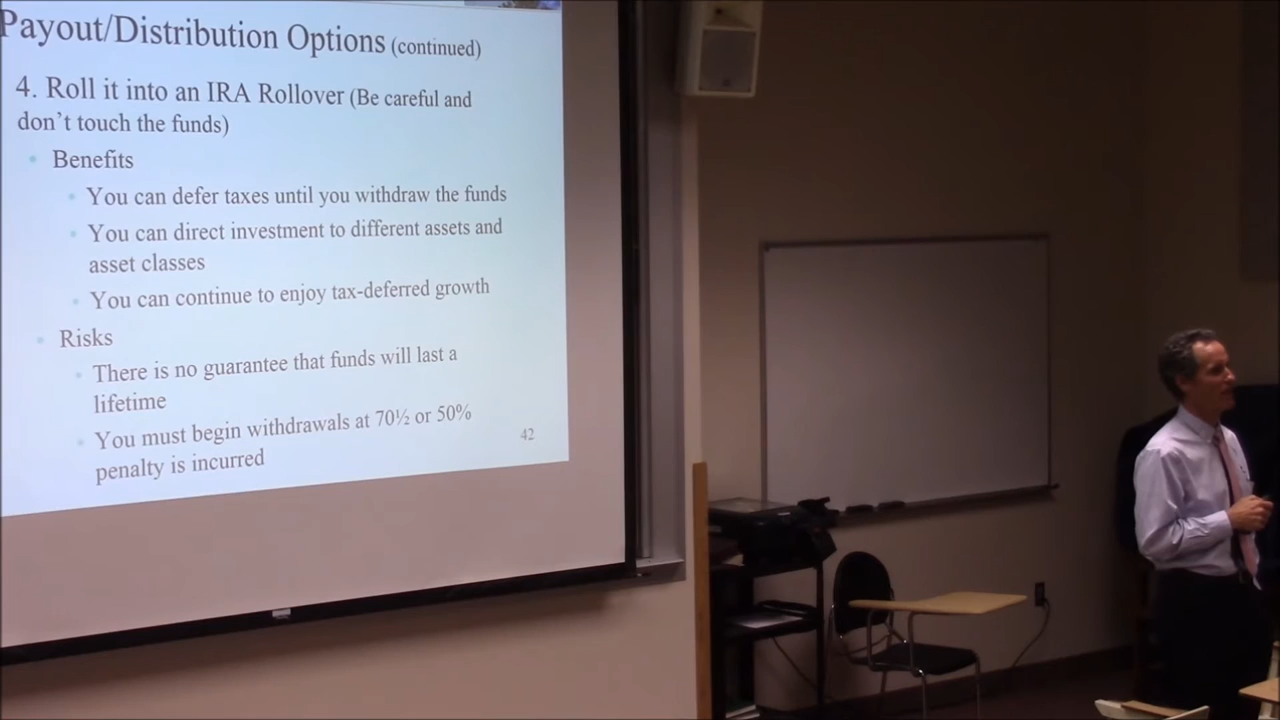 Payout/Distribution Options (continued)
4. Roll it into an IRA Rollover (Be careful and
don't touch the funds)
Benefits
You can defer taxes until you withdraw the funds
You can direct investment to different assets and
asset classes
You can continue to enjoy tax-deferred growth
Risks
There is no guarantee that funds will last a
lifetime
You must begin withdrawals at 70½ or 50%
penalty is incurred
42